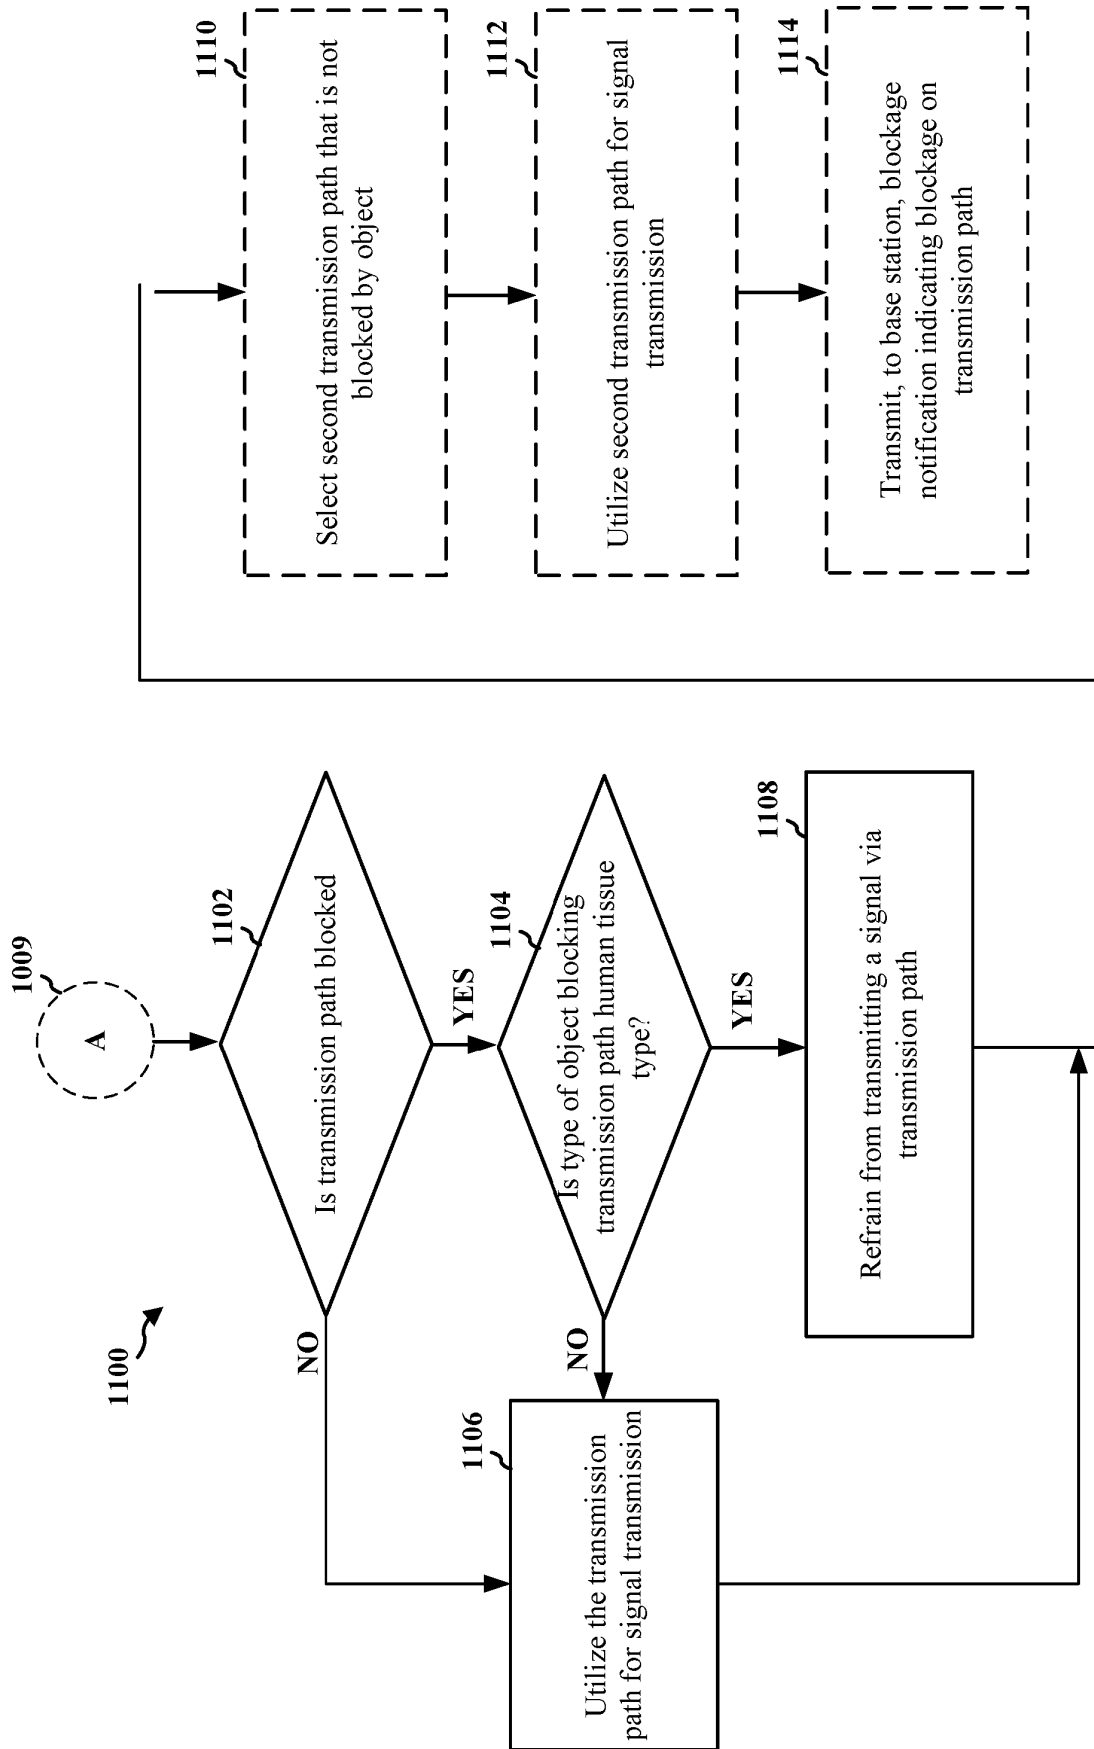 1100
1009
A
1102
Is transmission path blocked
NO
YES
1104
Is type of object blocking
transmission path human tissue
type?
NO
YES
1106
Utilize the transmission
path for signal transmission
1108
Refrain from transmitting a signal via
transmission path
1110
Select second transmission path that is not
blocked by object
1112
Utilize second transmission path for signal
transmission
1114
Transmit, to base station, blockage
notification indicating blockage on
transmission path